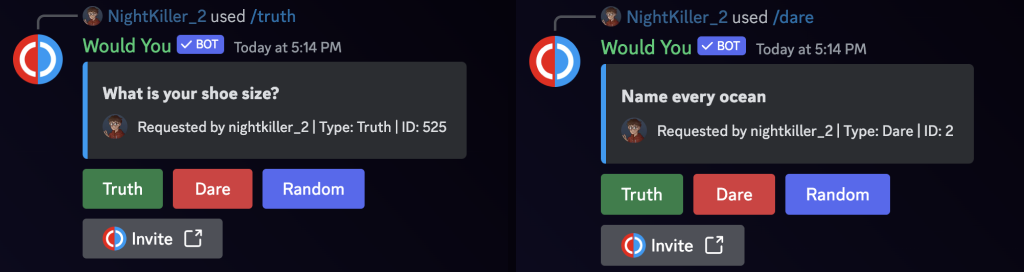 NightKiller_2 used /truth
Would You ✓ BOT Today at 5:14 PM
What is your shoe size?
Requested by nightkiller_2 | Type: Truth | ID: 525
Truth Dare Random
Invite
NightKiller_2 used /dare
Would You ✓ BOT Today at 5:14 PM
Name every ocean
Requested by nightkiller_2 | Type: Dare | ID: 2
Truth Dare Random
Invite